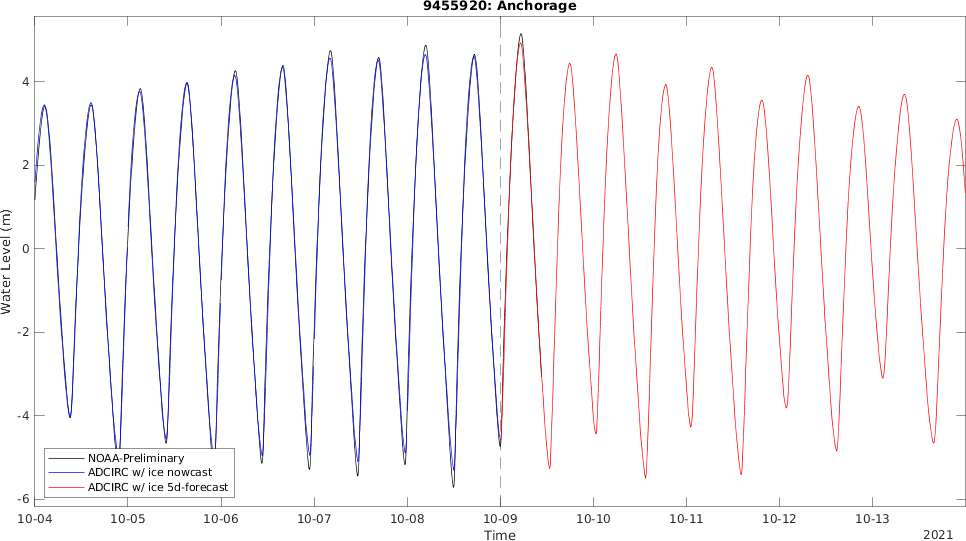 9455920: Anchorage
Water Level (m)
4
2
0
-2
-4
-6
NOAA-Preliminary
ADCIRC w/ ice nowcast
ADCIRC w/ ice 5d-forecast
10-04 10-05 10-06 10-07 10-08 10-09 10-10 10-11 10-12 10-13
Time
2021